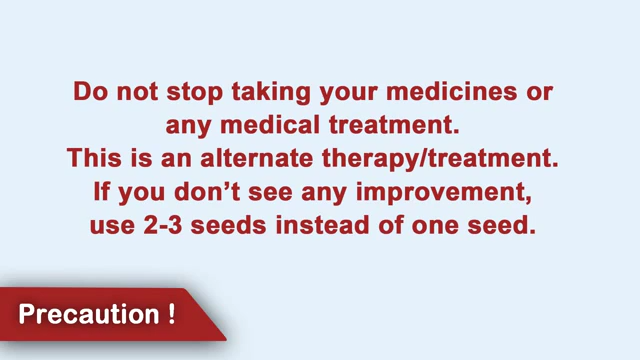 Do not stop taking your medicines or
any medical treatment.
This is an alternate therapy/treatment.
If you don’t see any improvement,
use 2-3 seeds instead of one seed.
Precaution !